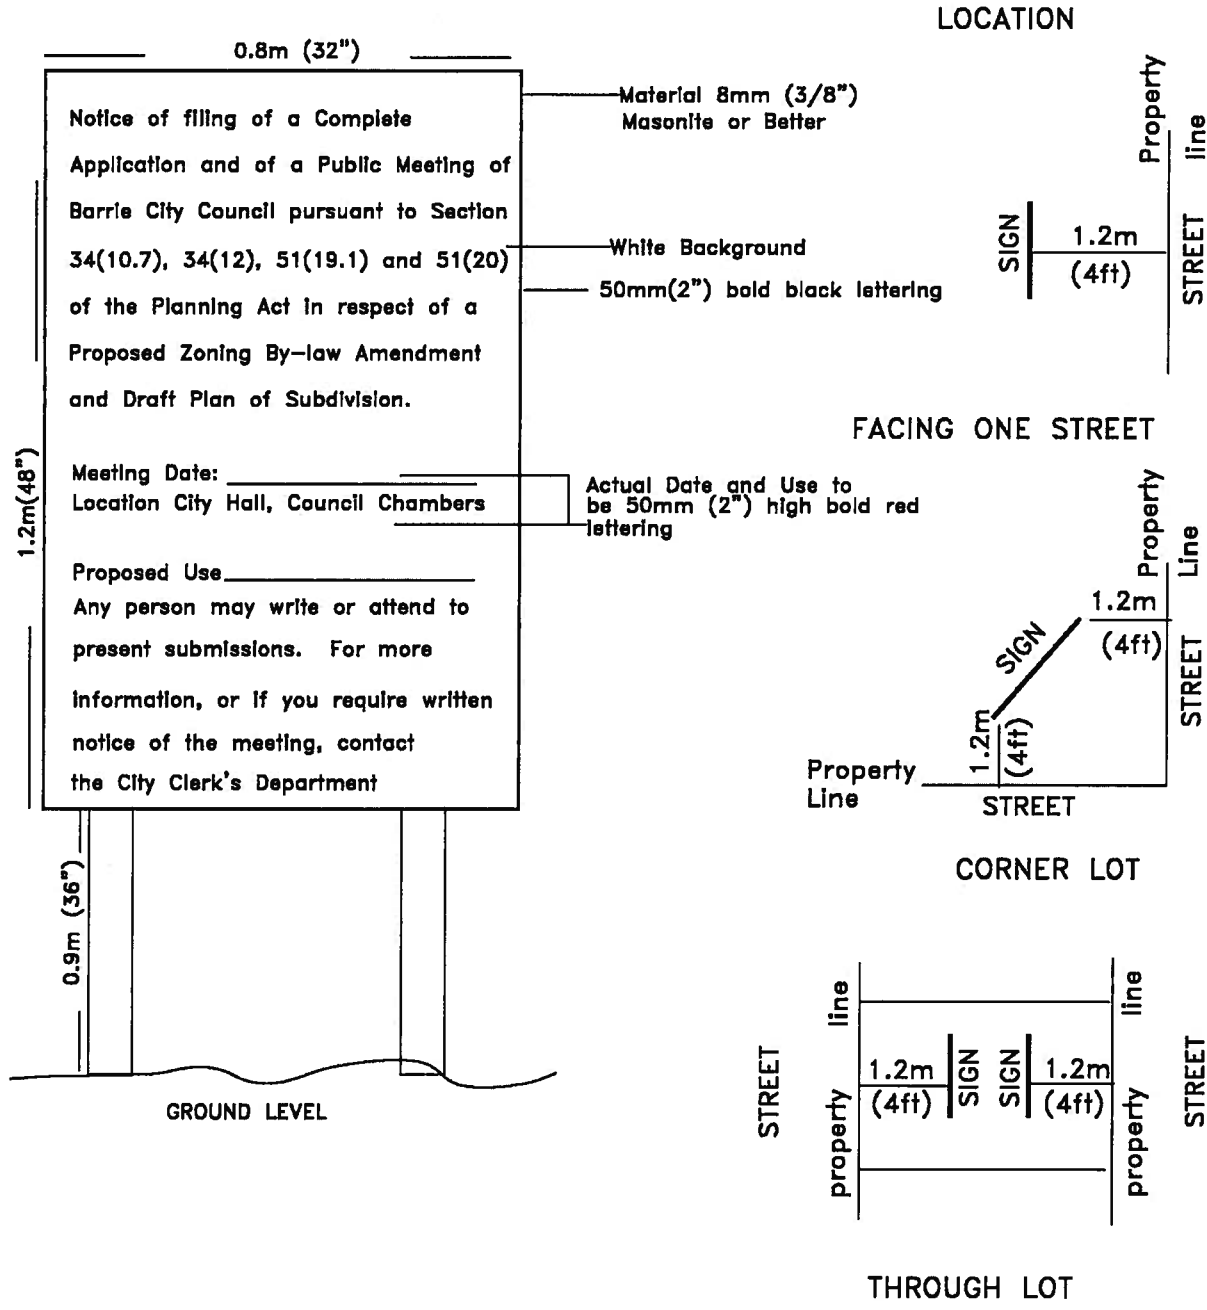 0.8m (32")
Notice of filing of a Complete
Application and of a Public Meeting of
Barrie City Council pursuant to Section
34(10.7), 34(12), 51(19.1) and 51(20)
of the Planning Act in respect of a
Proposed Zoning By-law Amendment
and Draft Plan of Subdivision.
Meeting Date:
Location City Hall, Council Chambers
Proposed Use
Any person may write or attend to
present submissions. For more
information, or if you require written
notice of the meeting, contact
the City Clerk's Department
1.2m(48")
0.9m (36")
GROUND LEVEL
Material 8mm (3/8")
Masonite or Better
White Background
50mm(2") bold black lettering
Actual Date and Use to
be 50mm (2") high bold red
lettering
LOCATION
Property
line
SIGN
1.2m
(4ft)
STREET
FACING ONE STREET
Property
Line
1.2m
(4ft)
SIGN
STREET
1.2m
(4ft)
Property
Line
STREET
CORNER LOT
line
line
STREET
1.2m
(4ft)
SIGN
SIGN
1.2m
(4ft)
STREET
property
property
THROUGH LOT